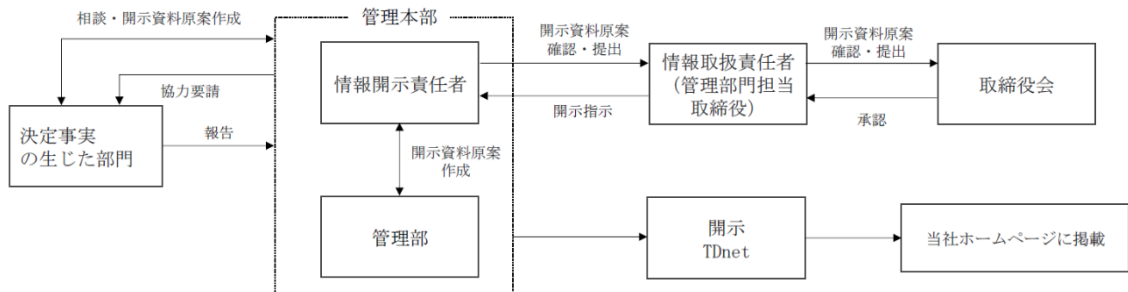 相談・開示資料原案作成
管理本部
開示資料原案
確認・提出
開示資料原案
確認・提出
情報開示責任者
情報取扱責任者
（管理部門担当
取締役）
取締役会
協力要請
開示指示
承認
決定事実
の生じた部門
報告
開示資料原案
作成
管理部
開示
TDnet
当社ホームページに掲載